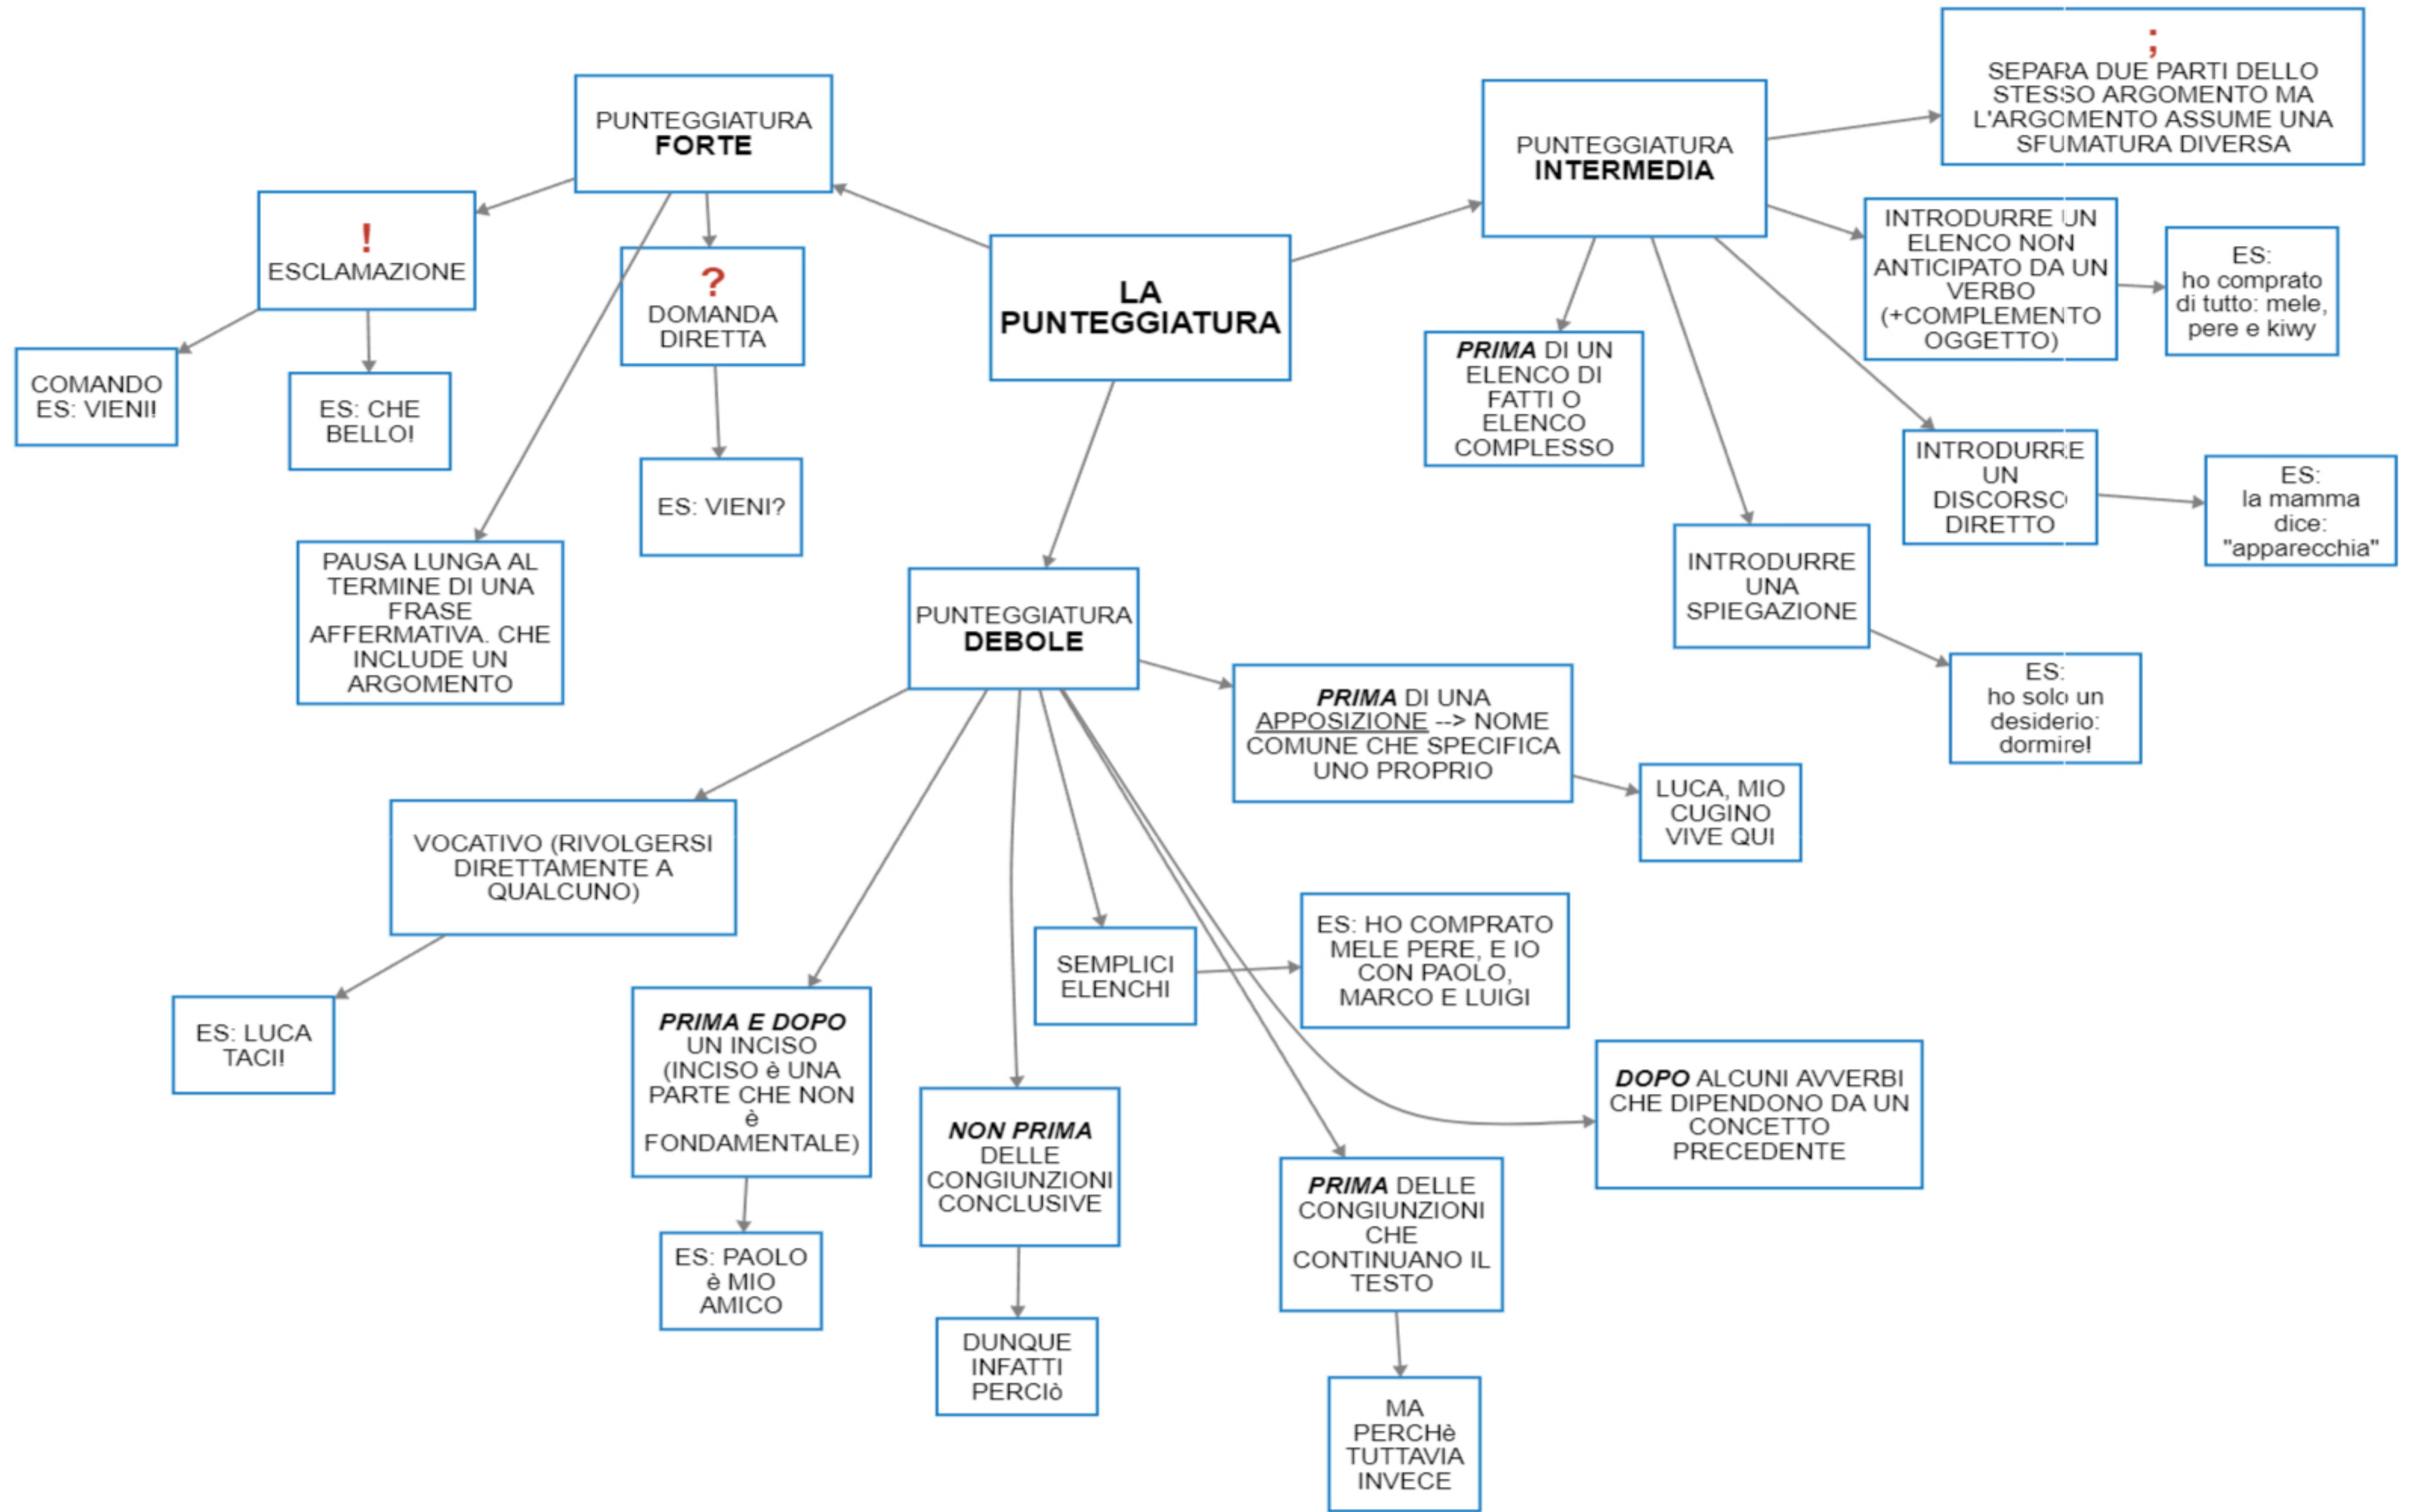 LA
PUNTEGGIATURA
PUNTEGGIATURA
FORTE
!
ESCLAMAZIONE
COMANDO
ES: VIENI!
ES: CHE
BELLO!
?
DOMANDA
DIRETTA
ES: VIENI?
PAUSA LUNGA AL
TERMINE DI UNA
FRASE
AFFERMATIVA. CHE
INCLUDE UN
ARGOMENTO
PUNTEGGIATURA
INTERMEDIA
;
SEPARA DUE PARTI DELLO
STESSO ARGOMENTO MA
L'ARGOMENTO ASSUME UNA
SFUMATURA DIVERSA
INTRODURRE UN
ELENCO NON
ANTICIPATO DA UN
VERBO
(+COMPLEMENTO
OGGETTO)
ES:
ho comprato
di tutto: mele,
pere e kiwy
PRIMA DI UN
ELENCO DI
FATTI O
ELENCO
COMPLESSO
INTRODURRE
UN
DISCORSO
DIRETTO
ES:
la mamma
dice:
"apparecchia"
INTRODURRE
UNA
SPIEGAZIONE
ES:
ho solo un
desiderio:
dormire!
PUNTEGGIATURA
DEBOLE
PRIMA DI UNA
APPOSIZIONE --> NOME
COMUNE CHE SPECIFICA
UNO PROPRIO
LUCA, MIO
CUGINO
VIVE QUI
VOCATIVO (RIVOLGERSI
DIRETTAMENTE A
QUALCUNO)
ES: LUCA
TACI!
PRIMA E DOPO
UN INCISO
(INCISO è UNA
PARTE CHE NON
è
FONDAMENTALE)
ES: PAOLO
è MIO
AMICO
NON PRIMA
DELLE
CONGIUNZIONI
CONCLUSIVE
DUNQUE
INFATTI
PERCIò
SEMPLICI
ELENCHI
ES: HO COMPRATO
MELE PERE, E IO
CON PAOLO,
MARCO E LUIGI
PRIMA DELLE
CONGIUNZIONI
CHE
CONTINUANO IL
TESTO
MA
PERCHè
TUTTAVIA
INVECE
DOPO ALCUNI AVVERBI
CHE DIPENDONO DA UN
CONCETTO
PRECEDENTE